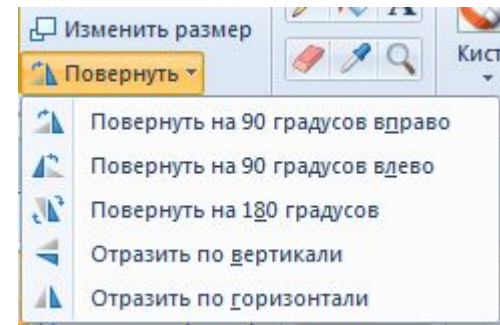 Изменить размер
А
Повернуть
Кист
Повернуть на 90 градусов вправо
Повернуть на 90 градусов влево
Повернуть на 180 градусов
Отразить по вертикали
Отразить по горизонтали